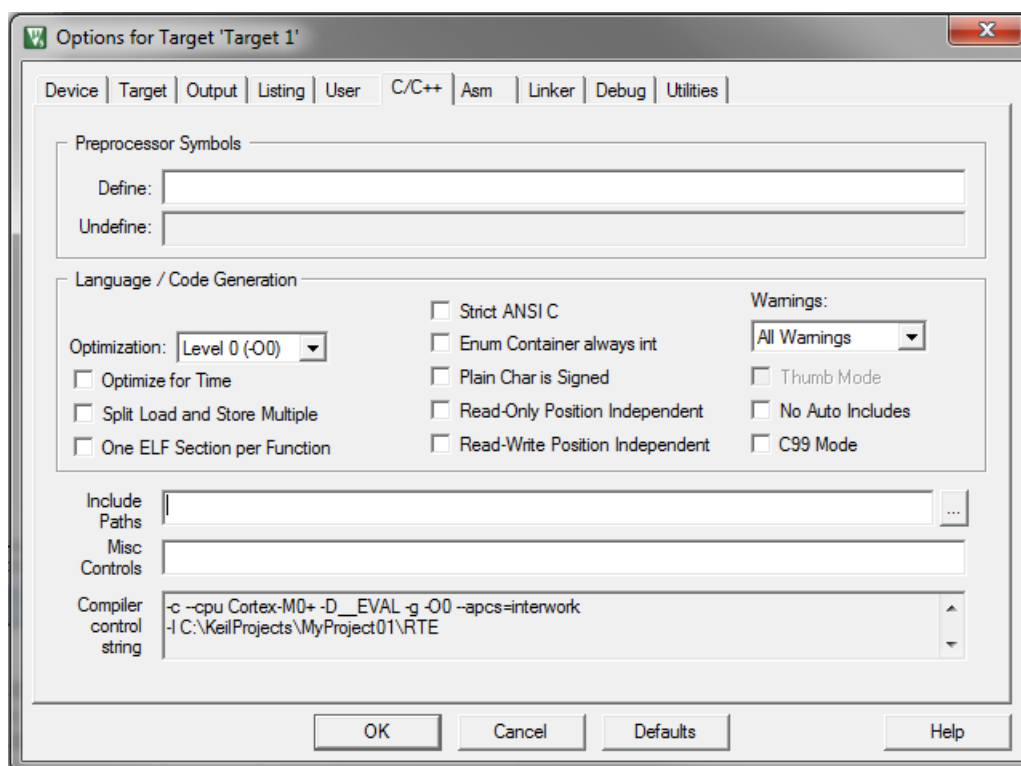 Options for Target 'Target 1'
Device Target Output Listing User C/C++ Asm Linker Debug Utilities
Preprocessor Symbols
Define:
Undefine:
Language / Code Generation
Optimization: Level 0 (-O0)
Optimize for Time
Split Load and Store Multiple
One ELF Section per Function
Strict ANSI C
Enum Container always int
Plain Char is Signed
Read-Only Position Independent
Read-Write Position Independent
Warnings:
All Warnings
Thumb Mode
No Auto Includes
C99 Mode
Include
Paths
...
Misc
Controls
Compiler
control
string
-c --cpu Cortex-M0+ -D__EVAL -g -O0 --apcs=interwork
-I C:\KeilProjects\MyProject01\RTE
OK Cancel Defaults Help